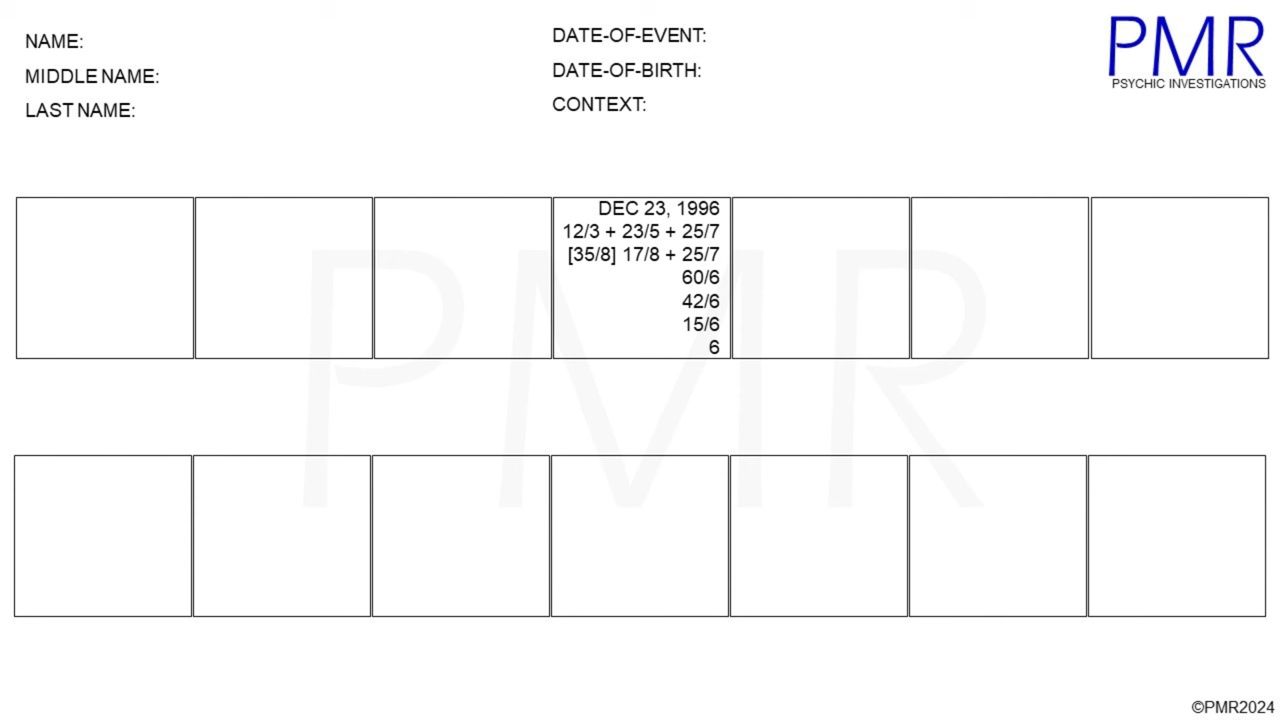 NAME:
MIDDLE NAME:
LAST NAME:
DATE-OF-EVENT:
DATE-OF-BIRTH:
CONTEXT:
PMR
PSYCHIC INVESTIGATIONS
DEC 23, 1996
12/3 + 23/5 + 25/7
[35/8] 17/8 + 25/7
60/6
42/6
15/6
6
PMR
©PMR2024